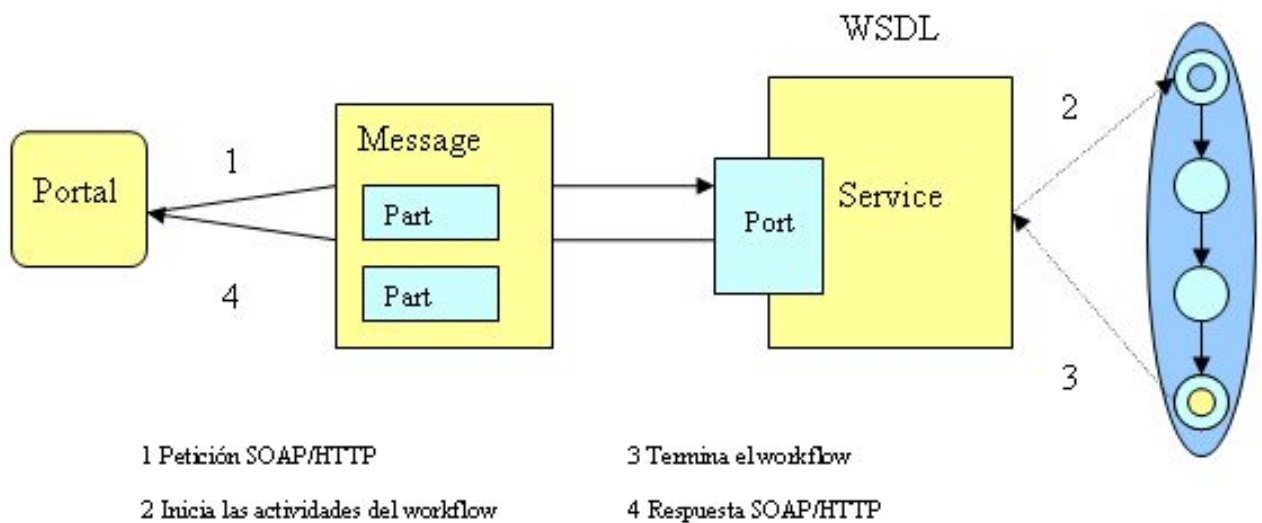 WSDL
Portal
1
4
Message
Part
Part
Port
Service
2
3
1 Petición SOAP/HTTP
2 Inicia las actividades del workflow
3 Termina el workflow
4 Respuesta SOAP/HTTP